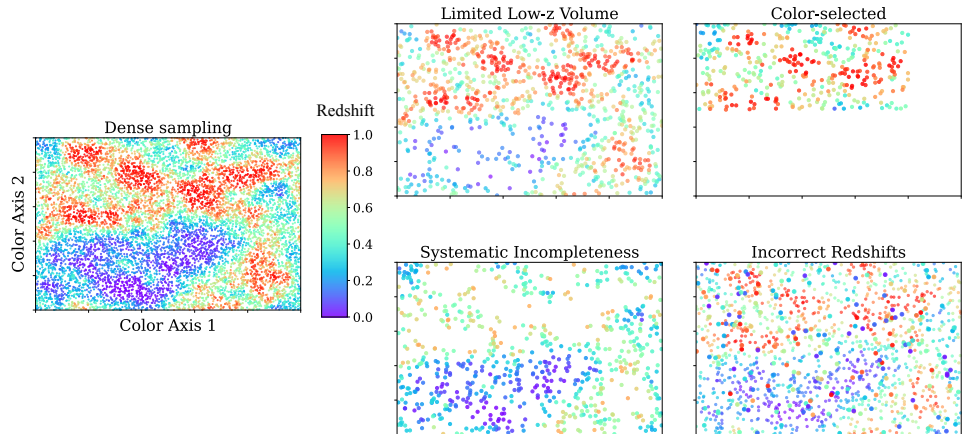 Limited Low-z Volume
Color-selected
Redshift
Dense sampling
1.0
0.8
0.6
0.4
0.2
0.0
Color Axis 2
Color Axis 1
Systematic Incompleteness
Incorrect Redshifts